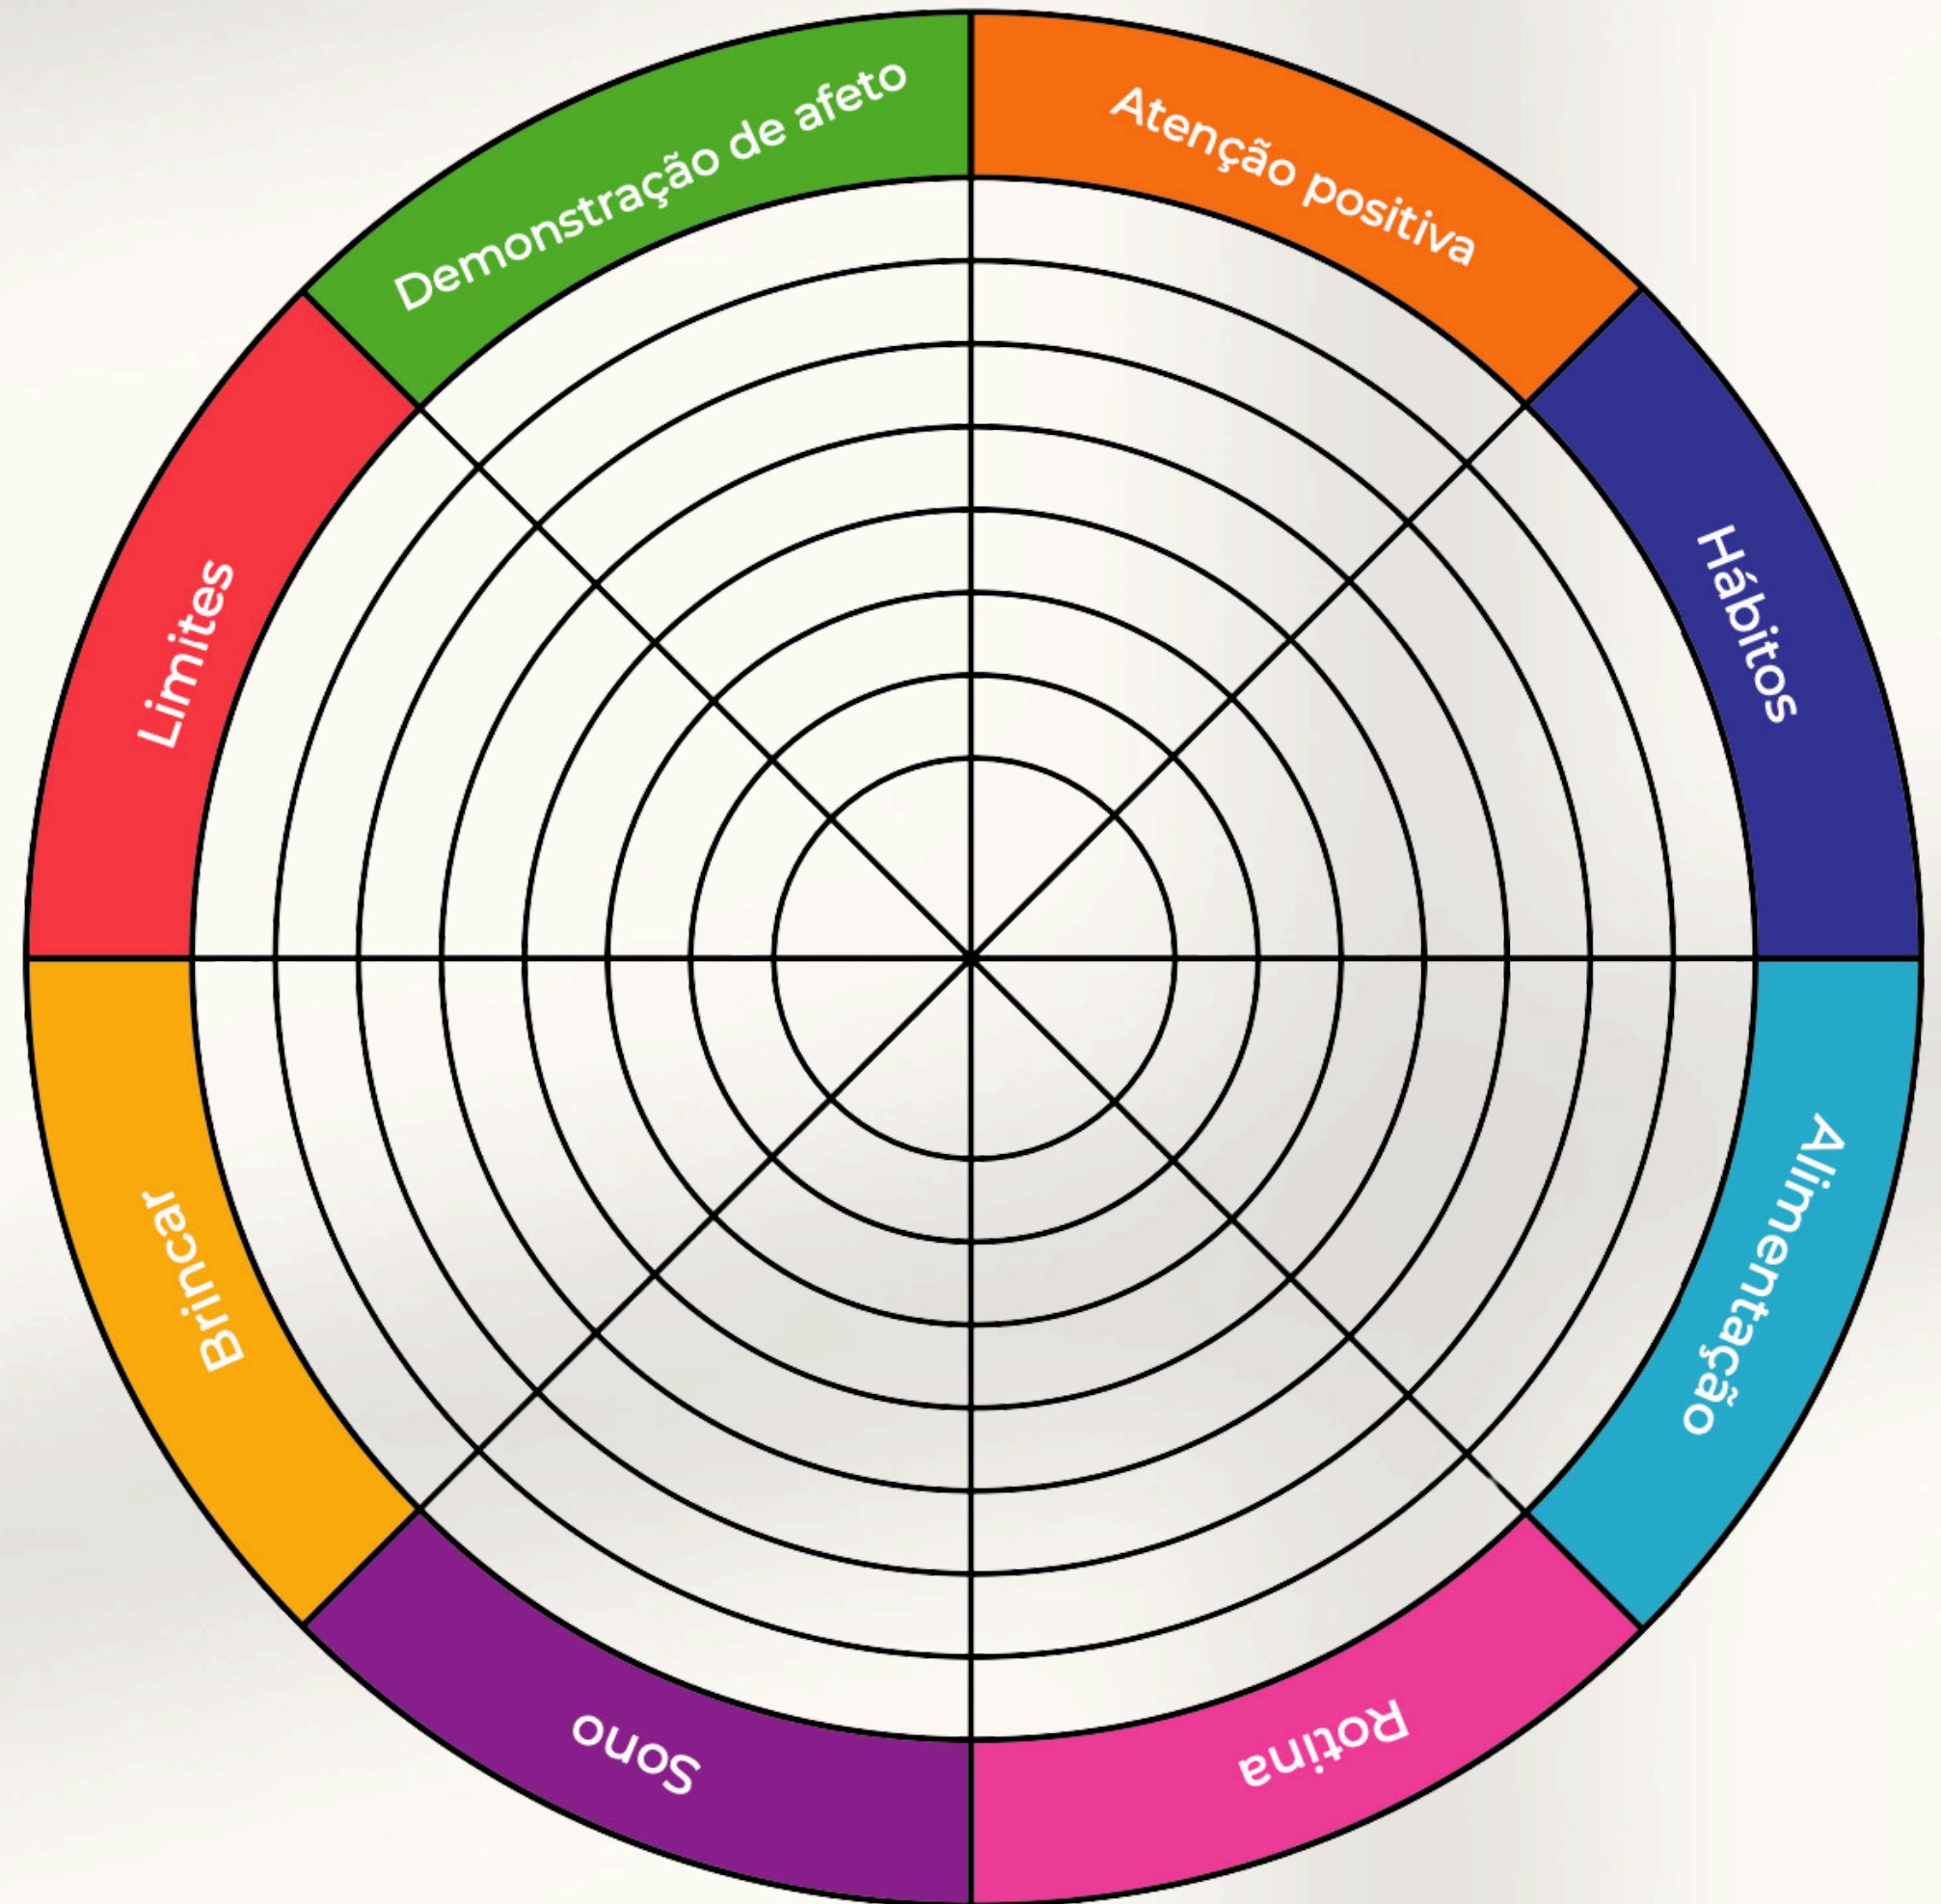 Demonstração de afeto
Atenção positiva
Hábitos
Alimentação
Rotina
Sono
Brincar
Limites